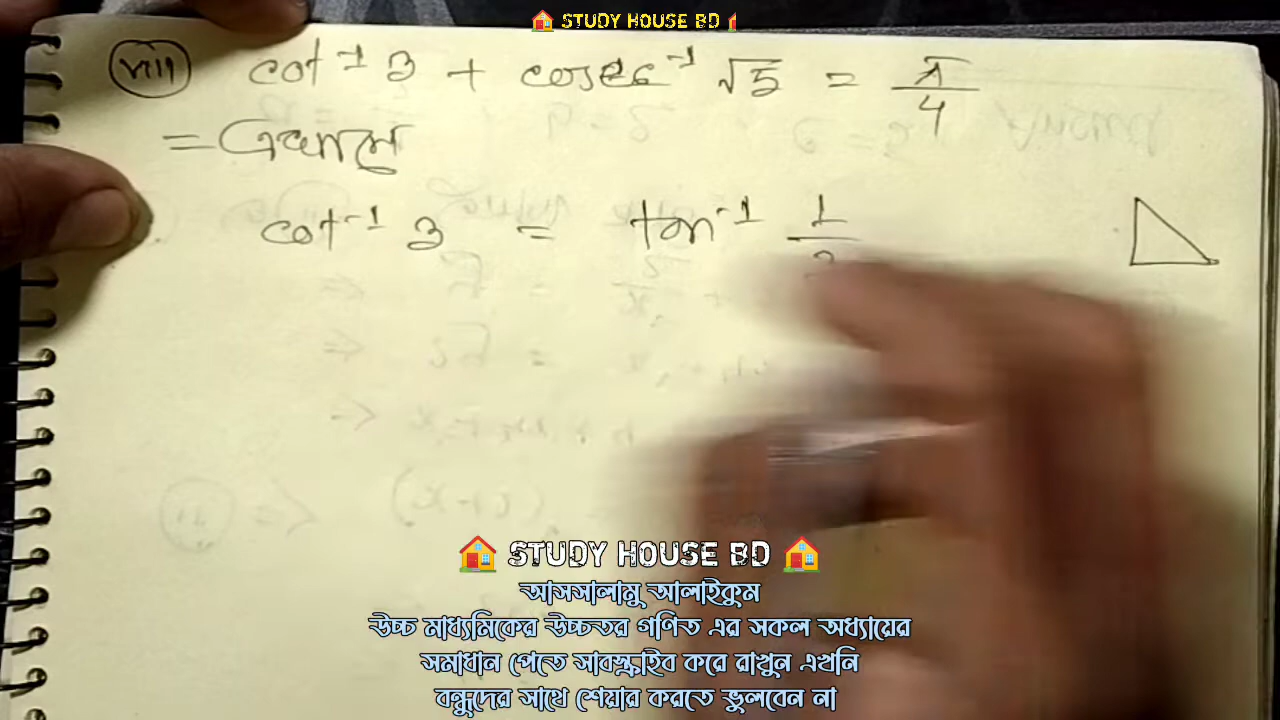 🏠 STUDY HOUSE BD
(viii) cot⁻¹ 3 + cosec⁻¹ √5 = π/4
= এখানে
cot⁻¹ 3 = tan⁻¹ 1/3
🏠 STUDY HOUSE BD 🏠
আসসালামু আলাইকুম
উচ্চ মাধ্যমিকের উচ্চতর গণিত এর সকল অধ্যায়ের
সমাধান পেতে সাবস্ক্রাইব করে রাখুন এখনি
বন্ধুদের সাথে শেয়ার করতে ভুলবেন না